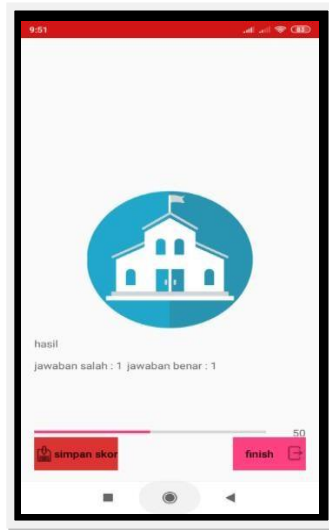 9:51
hasil
jawaban salah : 1 jawaban benar : 1
50
simpan skor
finish